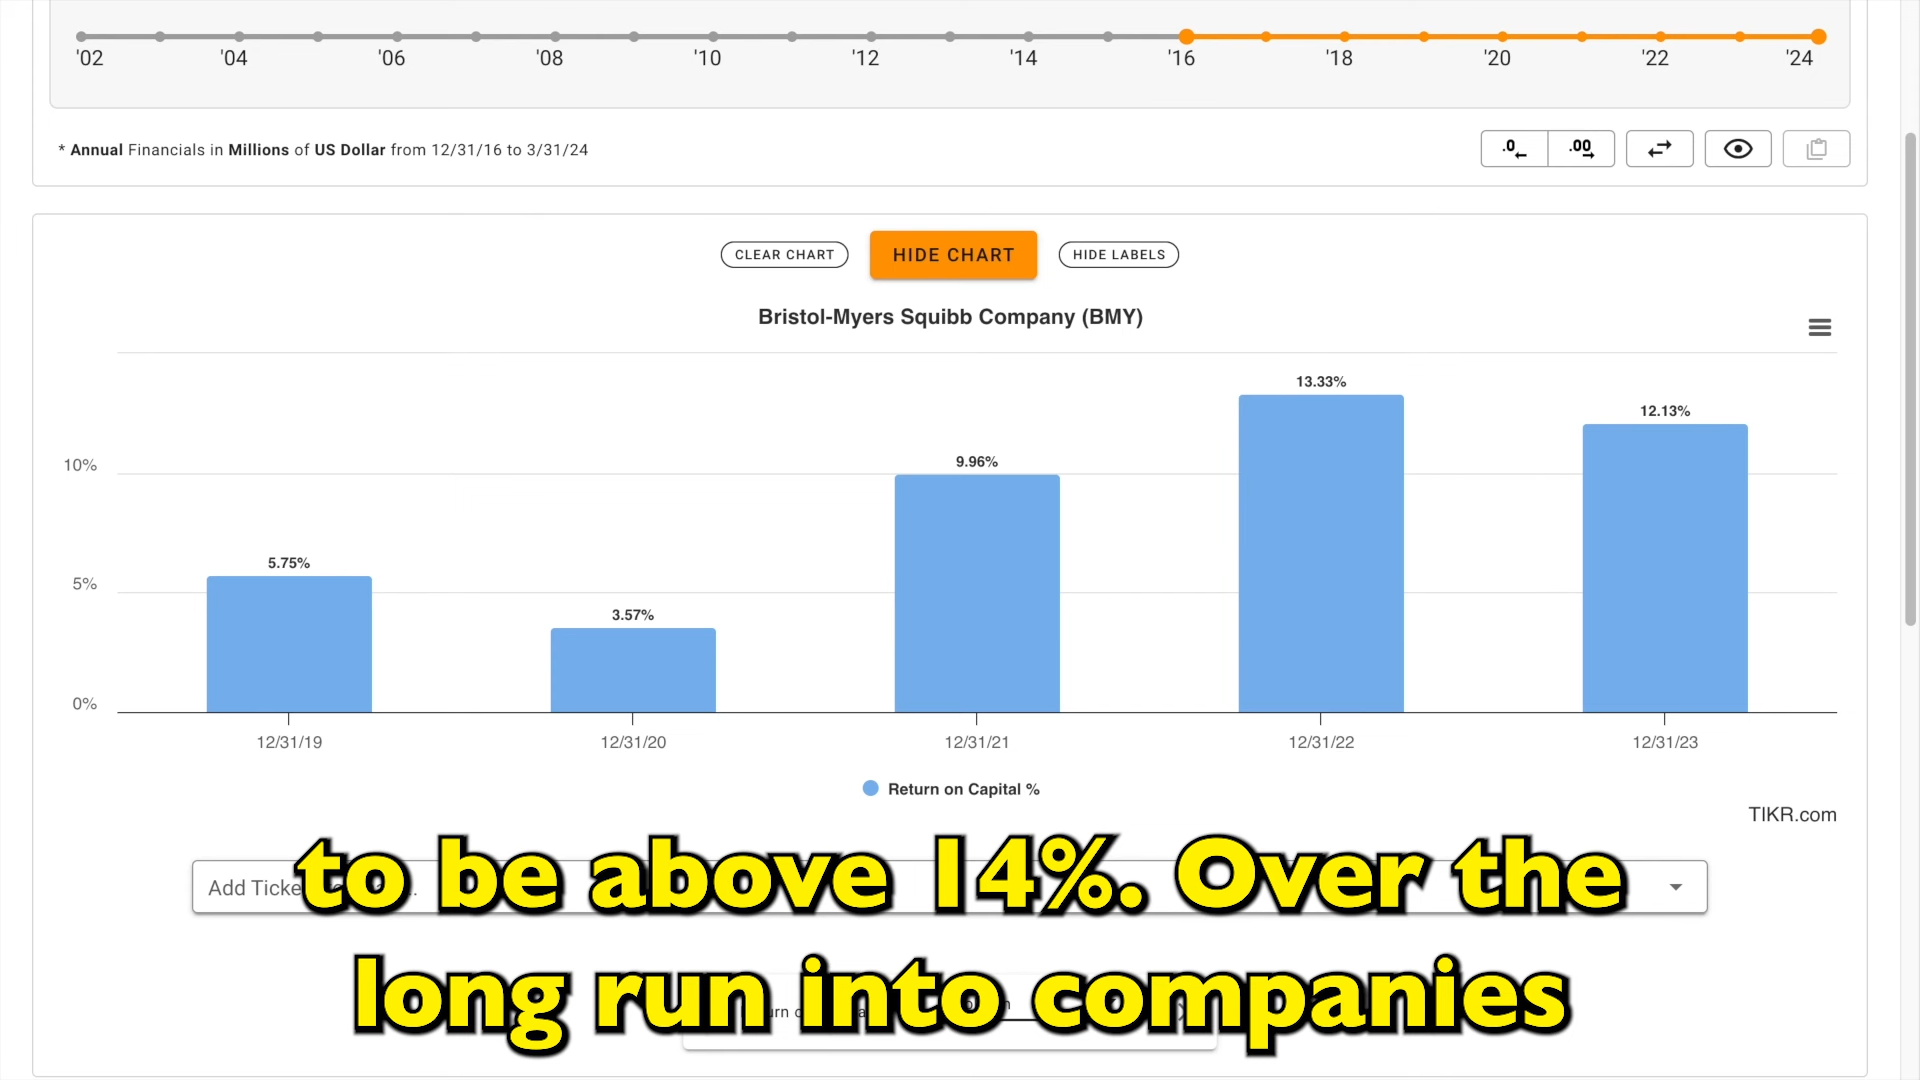 '02 '04 '06 '08 '10 '12 '14 '16 '18 '20 '22 '24
* Annual Financials in Millions of US Dollar from 12/31/16 to 3/31/24
.0 .00
CLEAR CHART HIDE CHART HIDE LABELS
Bristol-Myers Squibb Company (BMY)
13.33%
12.13%
10%
9.96%
5.75%
5%
3.57%
0%
12/31/19 12/31/20 12/31/21 12/31/22 12/31/23
Return on Capital %
TIKR.com
Add
to be above 14%. Over the
long run into companies